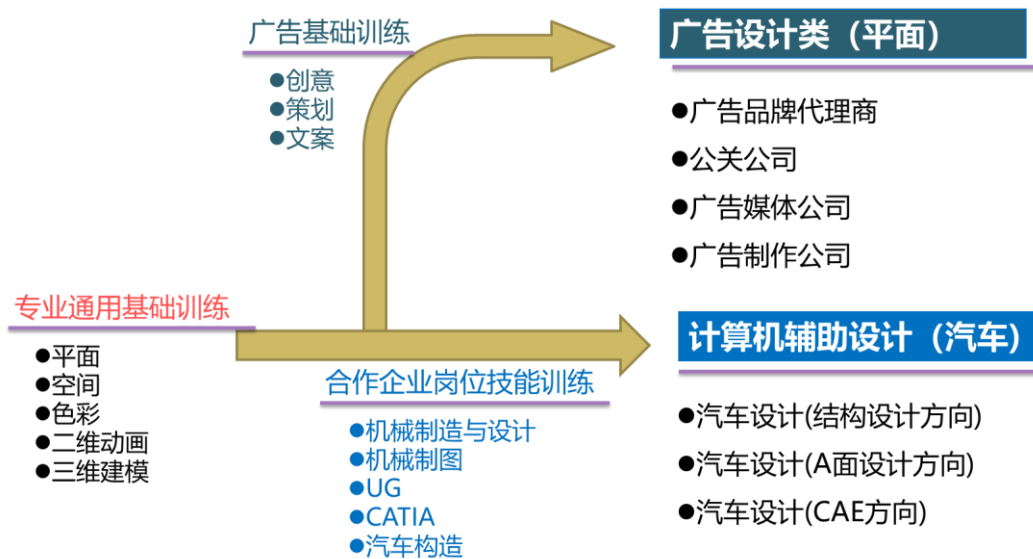 广告基础训练
●创意
●策划
●文案
广告设计类（平面）
●广告品牌代理商
●公关公司
●广告媒体公司
●广告制作公司
专业通用基础训练
●平面
●空间
●色彩
●二维动画
●三维建模
合作企业岗位技能训练
●机械制造与设计
●机械制图
●UG
●CATIA
●汽车构造
计算机辅助设计（汽车）
●汽车设计(结构设计方向)
●汽车设计(A面设计方向)
●汽车设计(CAE方向)